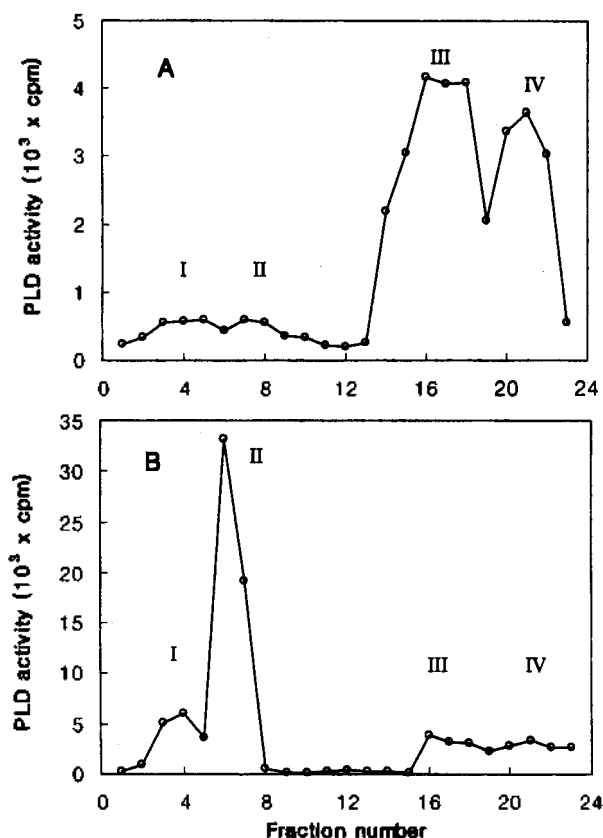 A
III
IV
I
II
PLD activity (10³ x cpm)
5
4
3
2
1
0
0 4 8 12 16 20 24
B
II
I
III
IV
PLD activity (10³ x cpm)
35
30
25
20
15
10
5
0
0 4 8 12 16 20 24
Fraction number